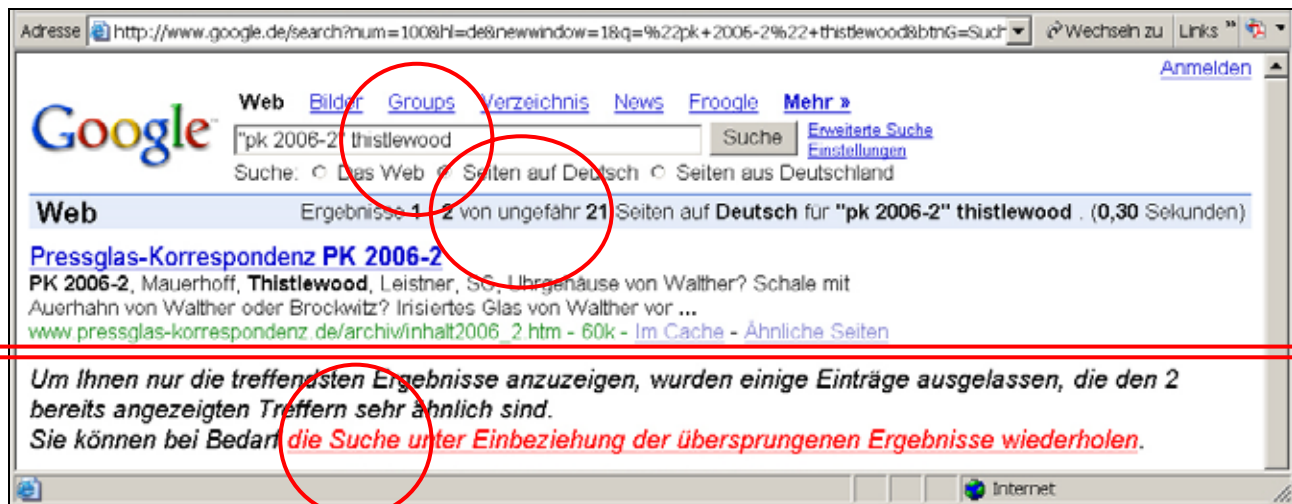 Adresse http://www.google.de/search?num=100&hl=de&newwindow=1&q=%22pk+2006-2%22+thistlewood&btnG=Such Wechseln zu Links »
Anmelden
Google™ Web Bilder Groups Verzeichnis News Froogle Mehr »
"pk 2006-2" thistlewood Suche Erweiterte Suche
Einstellungen
Suche: Das Web Seiten auf Deutsch Seiten aus Deutschland
Web Ergebnisse 1 - 2 von ungefähr 21 Seiten auf Deutsch für "pk 2006-2" thistlewood . (0,30 Sekunden)
Pressglas-Korrespondenz PK 2006-2
PK 2006-2, Mauerhoff, Thistlewood, Leistner, SG, Uhrgehäuse von Walther? Schale mit
Auerhahn von Walther oder Brockwitz? Irisiertes Glas von Walther vor ...
www.pressglas-korrespondenz.de/archiv/inhalt2006_2.htm - 60k - Im Cache - Ähnliche Seiten
Um Ihnen nur die treffendsten Ergebnisse anzuzeigen, wurden einige Einträge ausgelassen, die den 2
bereits angezeigten Treffern sehr ähnlich sind.
Sie können bei Bedarf die Suche unter Einbeziehung der übersprungenen Ergebnisse wiederholen.
Internet